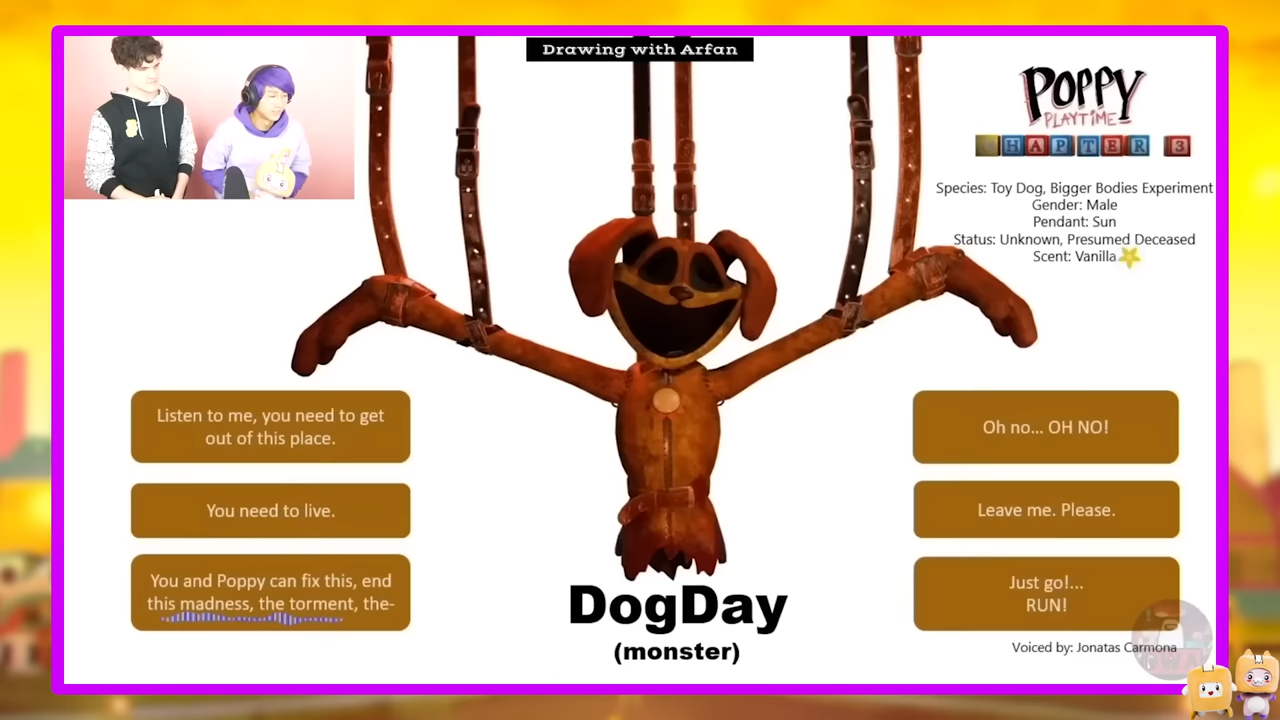 Drawing with Arfan
POPPY
PLAYTIME
CHAPTER 3
Species: Toy Dog, Bigger Bodies Experiment
Gender: Male
Pendant: Sun
Status: Unknown, Presumed Deceased
Scent: Vanilla
Listen to me, you need to get
out of this place.
You need to live.
You and Poppy can fix this, end
this madness, the torment, the-
Oh no... OH NO!
Leave me. Please.
Just go!...
RUN!
DogDay
(monster)
Voiced by: Jonatas Carmona